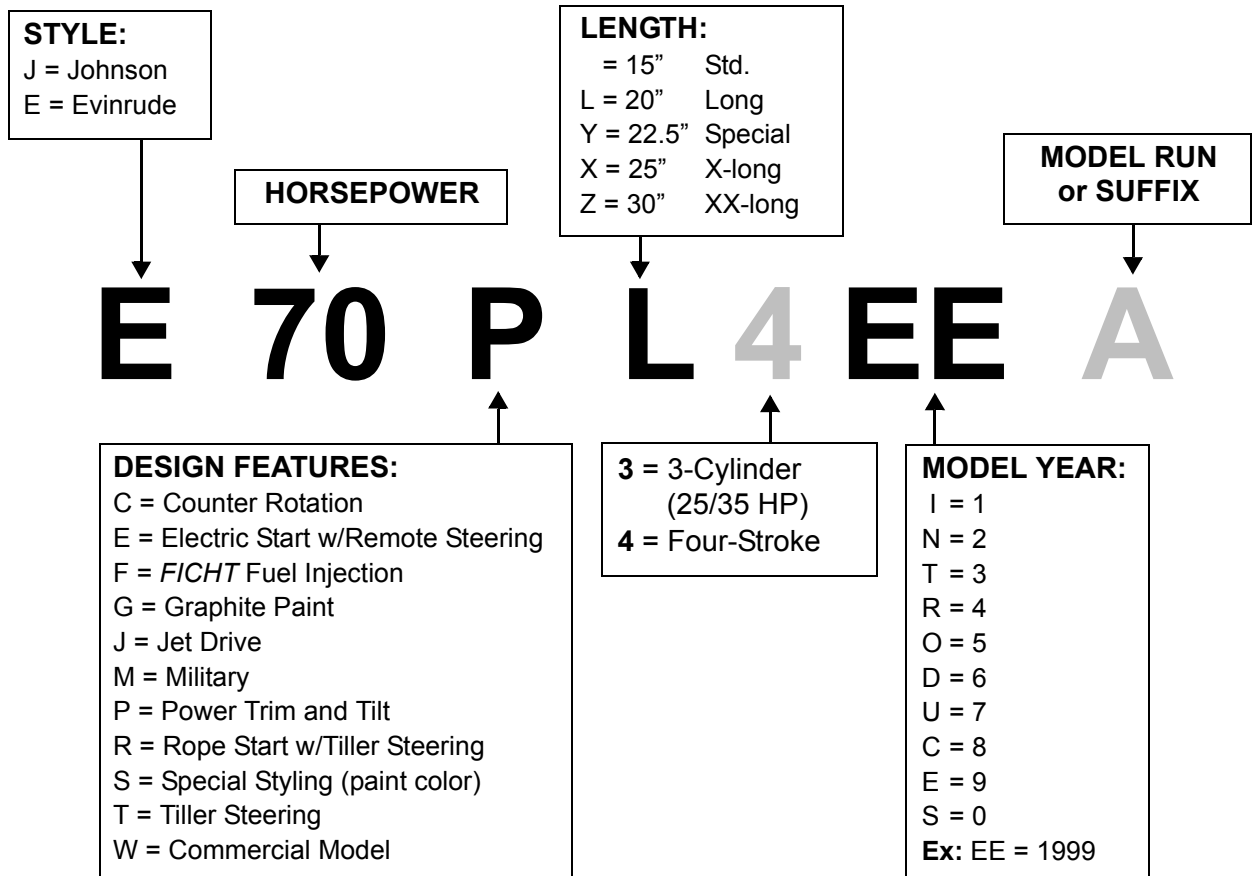 STYLE:
J = Johnson
E = Evinrude
HORSEPOWER
LENGTH:
= 15” Std.
L = 20” Long
Y = 22.5” Special
X = 25” X-long
Z = 30” XX-long
MODEL RUN
or SUFFIX
E 70 P L 4 EE A
DESIGN FEATURES:
C = Counter Rotation
E = Electric Start w/Remote Steering
F = FICHT Fuel Injection
G = Graphite Paint
J = Jet Drive
M = Military
P = Power Trim and Tilt
R = Rope Start w/Tiller Steering
S = Special Styling (paint color)
T = Tiller Steering
W = Commercial Model
3 = 3-Cylinder
(25/35 HP)
4 = Four-Stroke
MODEL YEAR:
I = 1
N = 2
T = 3
R = 4
O = 5
D = 6
U = 7
C = 8
E = 9
S = 0
Ex: EE = 1999